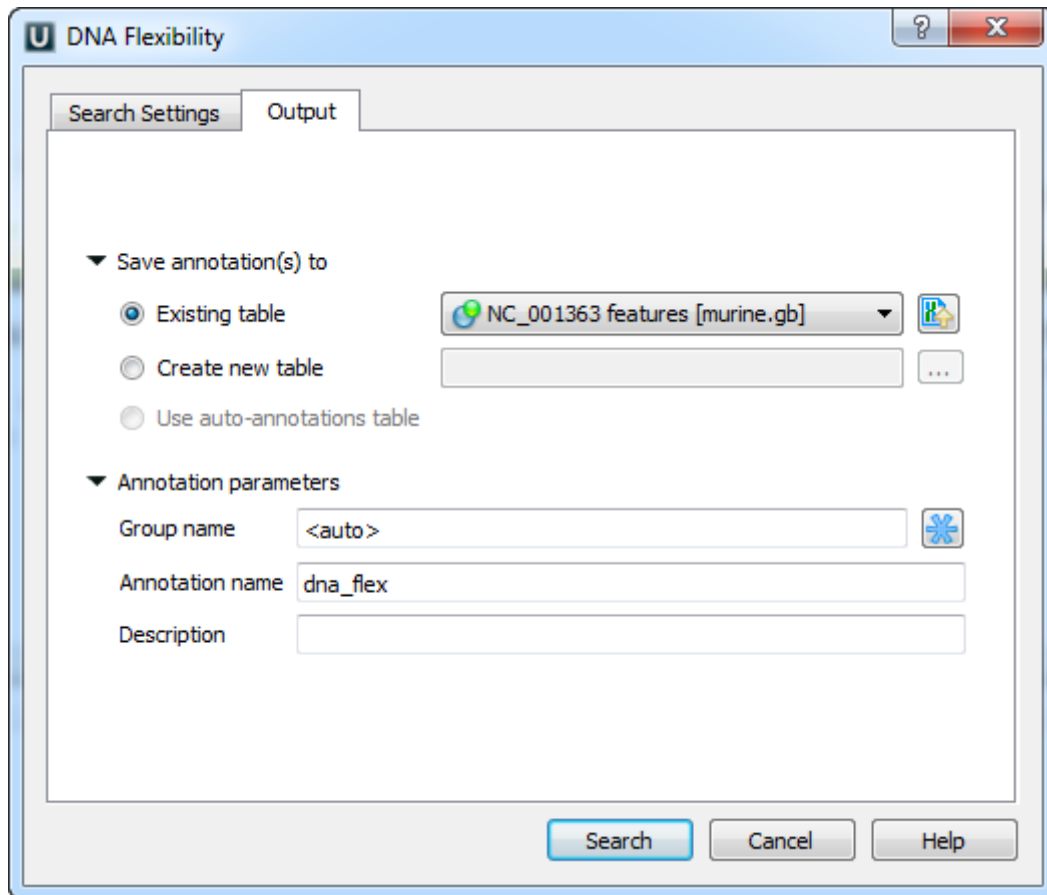 U DNA Flexibility ? X
Search Settings Output
Save annotation(s) to
Existing table NC_001363 features [murine.gb]
Create new table ...
Use auto-annotations table
Annotation parameters
Group name <auto>
Annotation name dna_flex
Description
Search Cancel Help